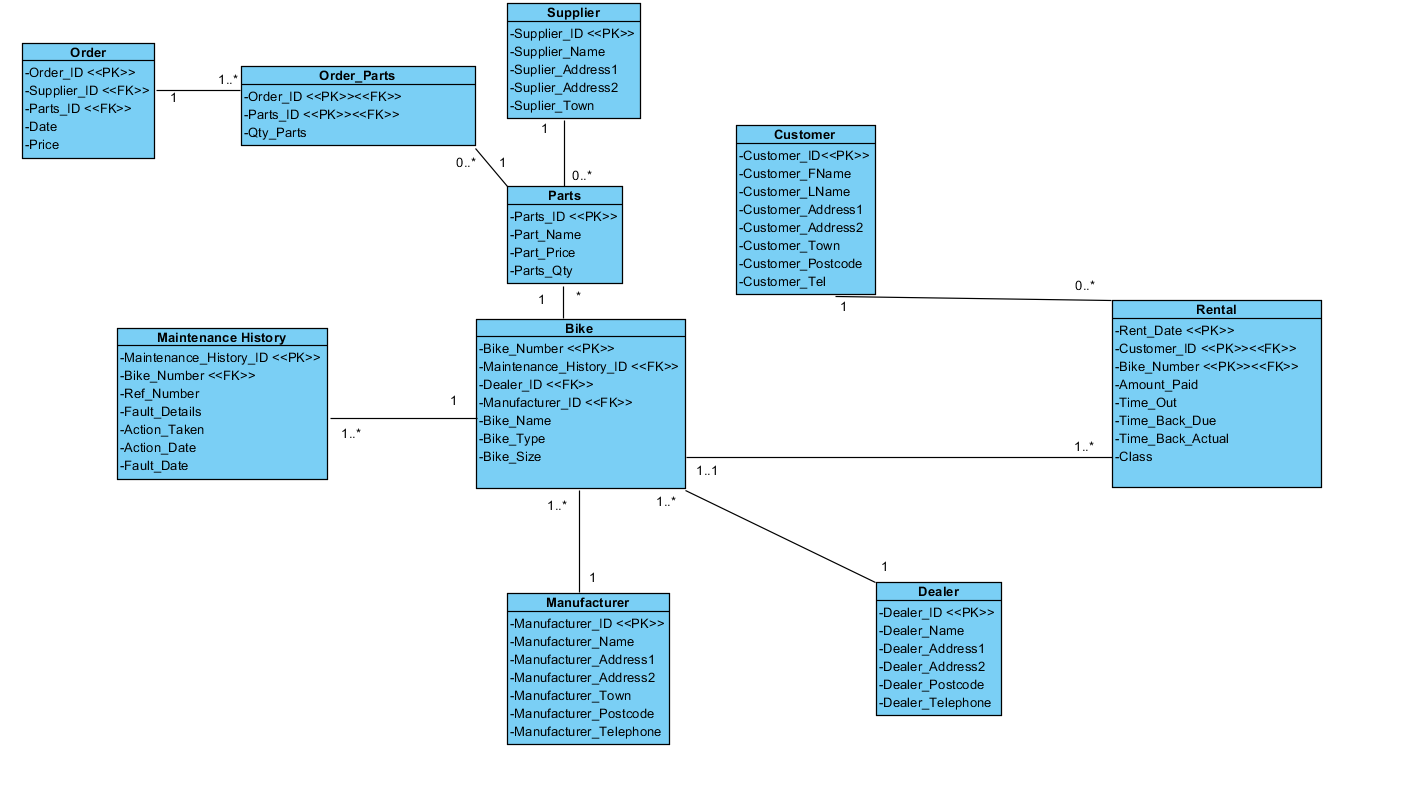 Supplier
-Supplier_ID <<PK>>
-Supplier_Name
-Suplier_Address1
-Suplier_Address2
-Suplier_Town
Order
-Order_ID <<PK>>
-Supplier_ID <<FK>>
-Parts_ID <<FK>>
-Date
-Price
1
1..*
Order_Parts
-Order_ID <<PK>><<FK>>
-Parts_ID <<PK>><<FK>>
-Qty_Parts
0..*
1
1
0..*
Parts
-Parts_ID <<PK>>
-Part_Name
-Part_Price
-Parts_Qty
1
*
Customer
-Customer_ID<<PK>>
-Customer_FName
-Customer_LName
-Customer_Address1
-Customer_Address2
-Customer_Town
-Customer_Postcode
-Customer_Tel
1
0..*
Rental
-Rent_Date <<PK>>
-Customer_ID <<PK>><<FK>>
-Bike_Number <<PK>><<FK>>
-Amount_Paid
-Time_Out
-Time_Back_Due
-Time_Back_Actual
-Class
Maintenance History
-Maintenance_History_ID <<PK>>
-Bike_Number <<FK>>
-Ref_Number
-Fault_Details
-Action_Taken
-Action_Date
-Fault_Date
1..*
1
Bike
-Bike_Number <<PK>>
-Maintenance_History_ID <<FK>>
-Dealer_ID <<FK>>
-Manufacturer_ID <<FK>>
-Bike_Name
-Bike_Type
-Bike_Size
1..1
1..*
1..*
1..*
1
1
Manufacturer
-Manufacturer_ID <<PK>>
-Manufacturer_Name
-Manufacturer_Address1
-Manufacturer_Address2
-Manufacturer_Town
-Manufacturer_Postcode
-Manufacturer_Telephone
Dealer
-Dealer_ID <<PK>>
-Dealer_Name
-Dealer_Address1
-Dealer_Address2
-Dealer_Postcode
-Dealer_Telephone